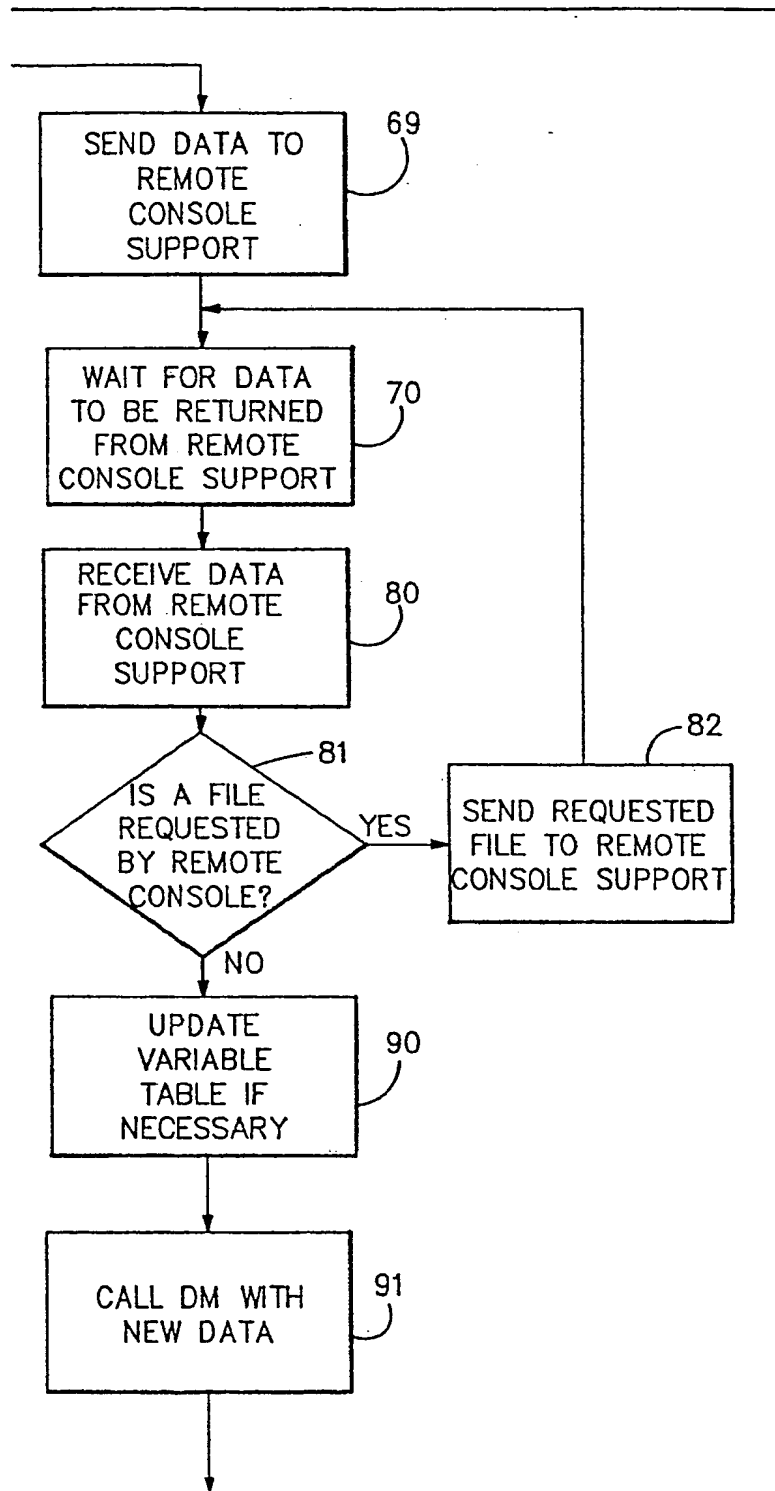 SEND DATA TO
REMOTE
CONSOLE
SUPPORT
69
WAIT FOR DATA
TO BE RETURNED
FROM REMOTE
CONSOLE SUPPORT
70
RECEIVE DATA
FROM REMOTE
CONSOLE
SUPPORT
80
IS A FILE
REQUESTED
BY REMOTE
CONSOLE?
81
YES
SEND REQUESTED
FILE TO REMOTE
CONSOLE SUPPORT
82
NO
UPDATE
VARIABLE
TABLE IF
NECESSARY
90
CALL DM WITH
NEW DATA
91